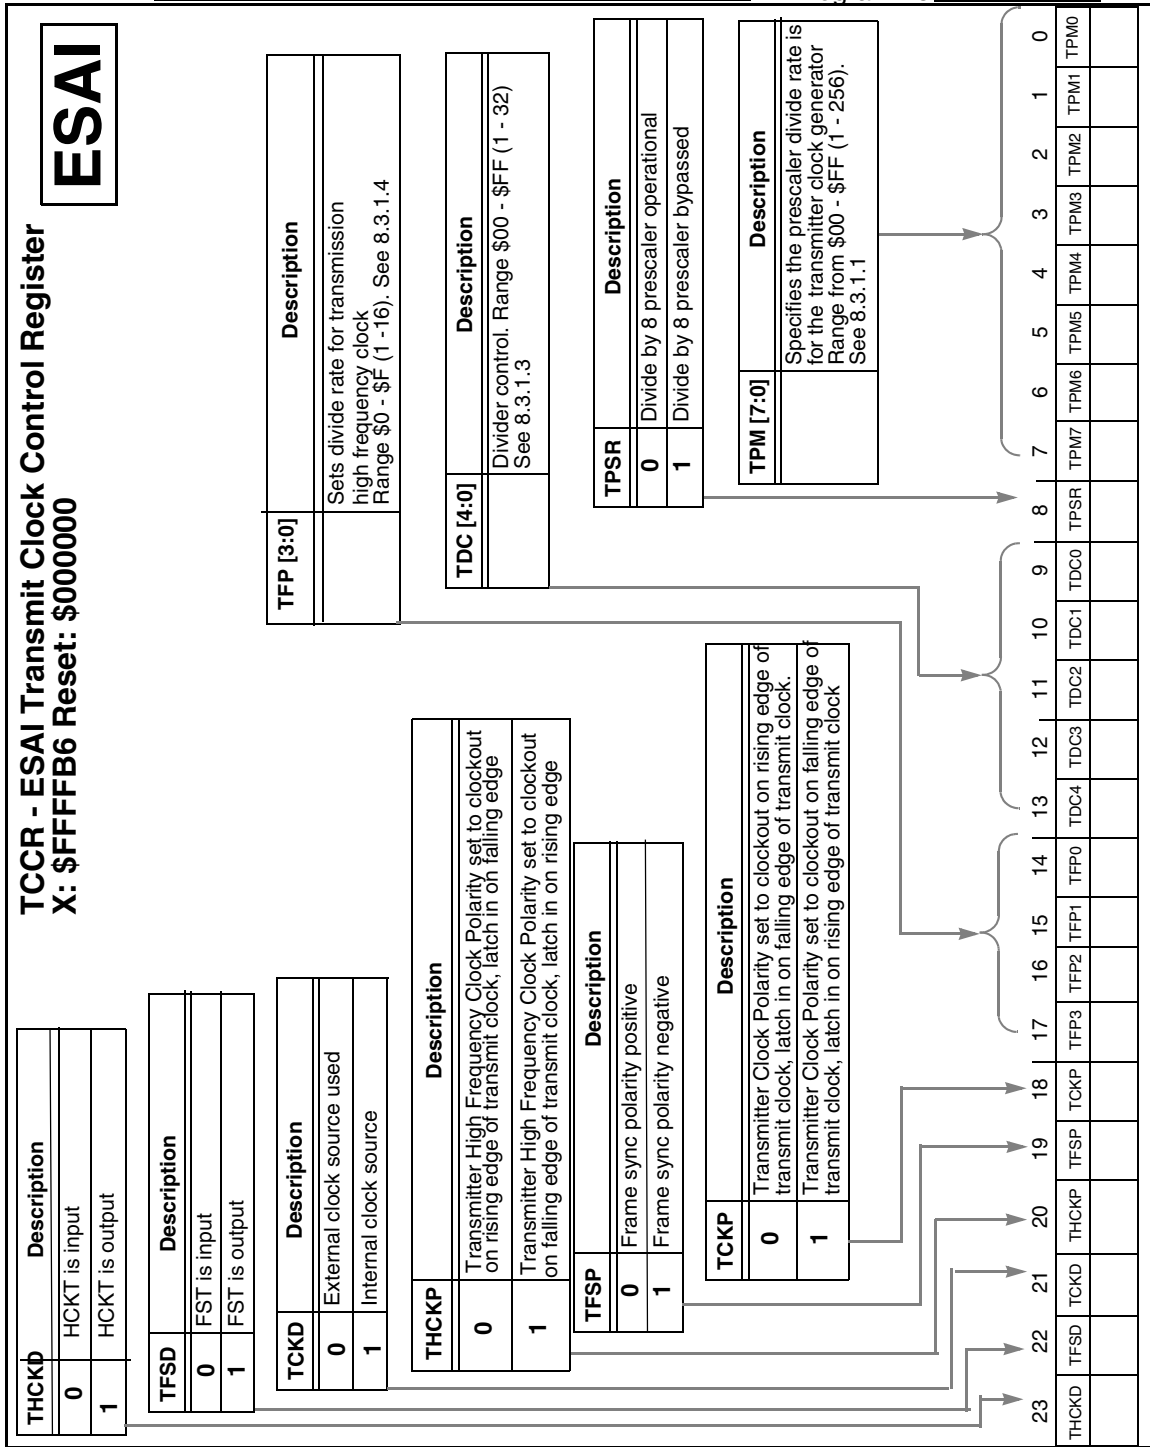 TCCR - ESAI Transmit Clock Control Register
X: $FFFFB6 Reset: $000000
ESAI
THCKD Description
0 HCKT is input
1 HCKT is output
TFSD Description
0 FST is input
1 FST is output
TCKD Description
0 External clock source used
1 Internal clock source
THCKP Description
0 Transmitter High Frequency Clock Polarity set to clockout
on rising edge of transmit clock, latch in on falling edge
1 Transmitter High Frequency Clock Polarity set to clockout
on falling edge of transmit clock, latch in on rising edge
TFSP Description
0 Frame sync polarity positive
1 Frame sync polarity negative
TCKP Description
0 Transmitter Clock Polarity set to clockout on rising edge of
transmit clock, latch in on falling edge of transmit clock.
1 Transmitter Clock Polarity set to clockout on falling edge of
transmit clock, latch in on rising edge of transmit clock
TFP [3:0] Description
Sets divide rate for transmission
high frequency clock
Range $0 - $F (1 -16). See 8.3.1.4
TDC [4:0] Description
Divider control. Range $00 - $FF (1 - 32)
See 8.3.1.3
TPSR Description
0 Divide by 8 prescaler operational
1 Divide by 8 prescaler bypassed
TPM [7:0] Description
Specifies the prescaler divide rate is
for the transmitter clock generator
Range from $00 - $FF (1 - 256).
See 8.3.1.1
23 22 21 20 19 18 17 16 15 14 13 12 11 10 9 8 7 6 5 4 3 2 1 0
THCKD TFSD TCKD THCKP TFSP TCKP TFP3 TFP2 TFP1 TFP0 TDC4 TDC3 TDC2 TDC1 TDC0 TPSR TPM7 TPM6 TPM5 TPM4 TPM3 TPM2 TPM1 TPM0